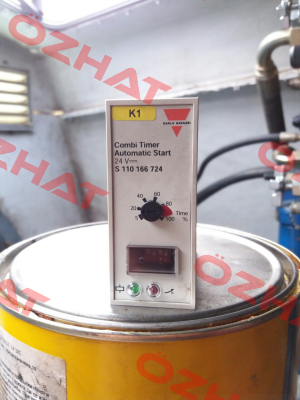 K1
CARLO GAVAZZI
Combi Timer
Automatic Start
24 V
S 110 166 724
60
40
80
20
5
100
Time
%
OZHAT
OZHAT
OZHAT
OZHAT
OZHAT